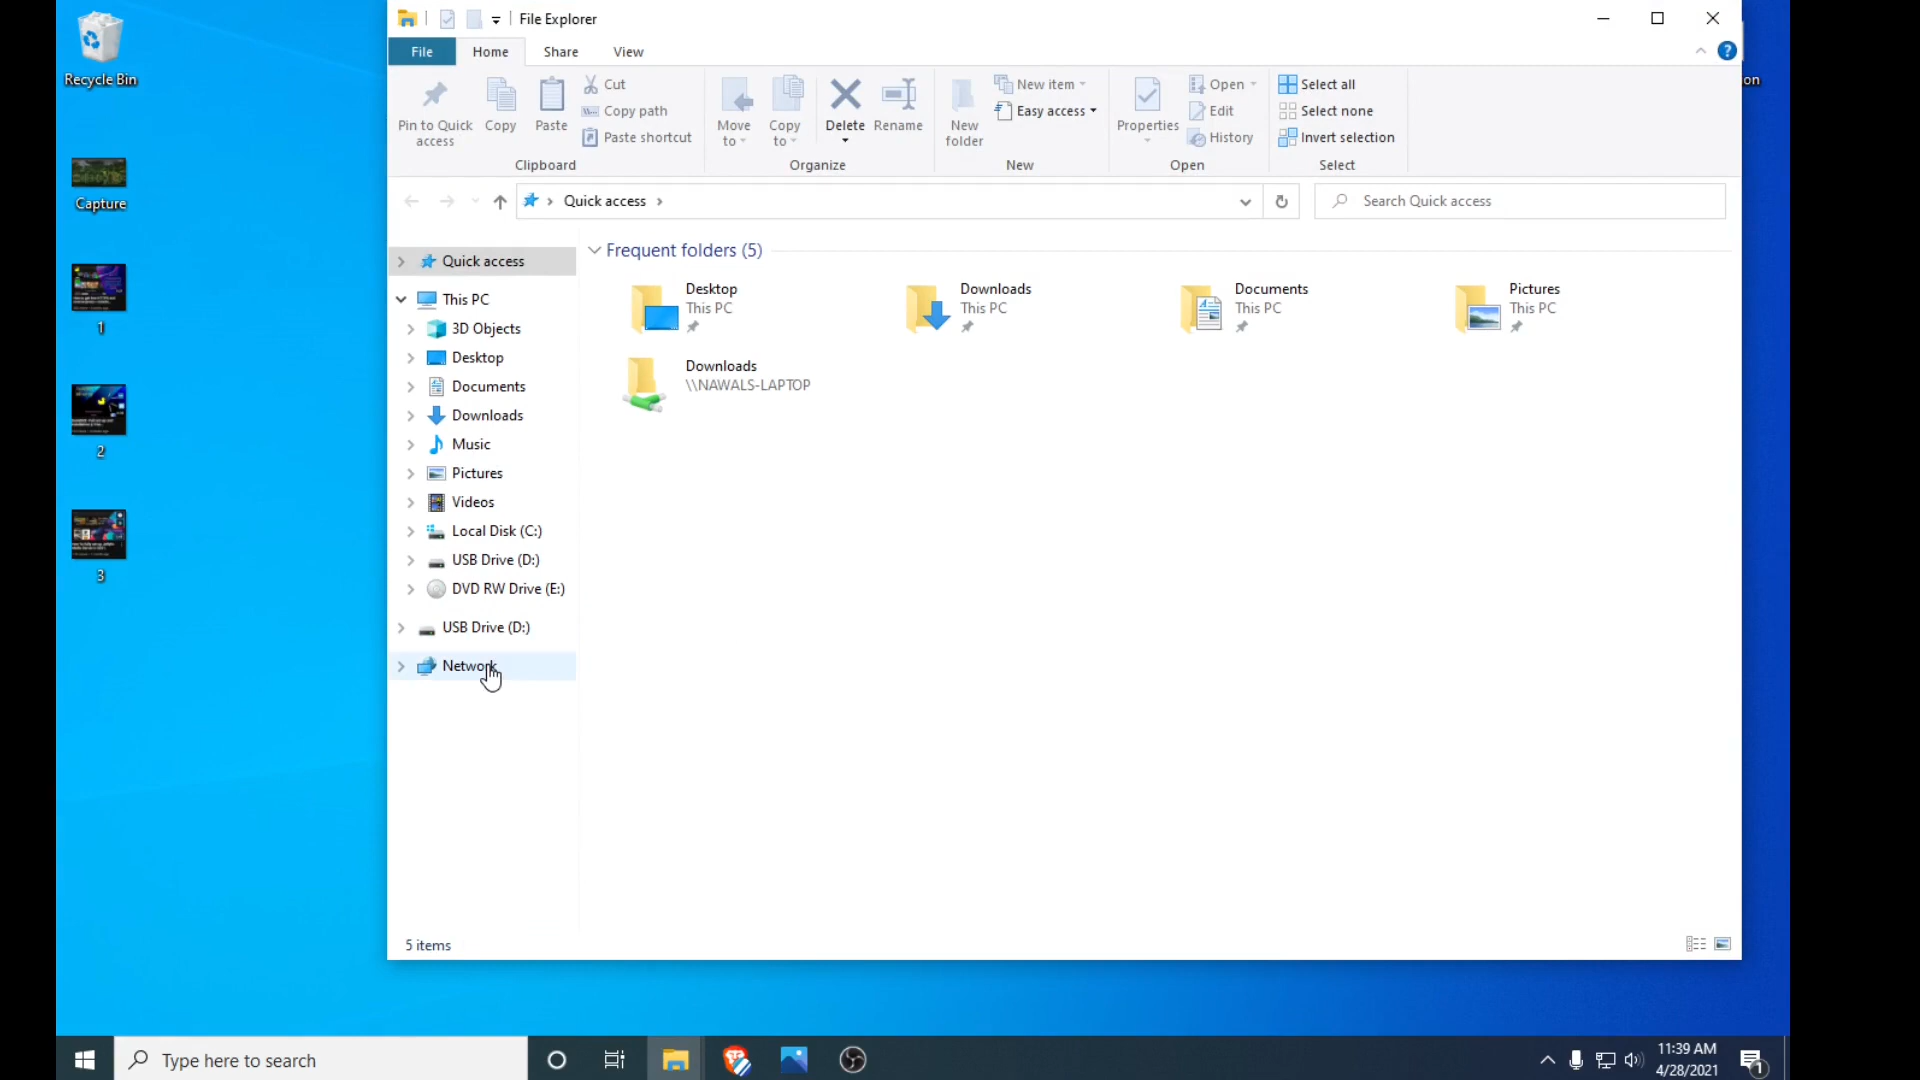 Recycle Bin
Capture
1
2
3
on
File Explorer
File Home Share View
Pin to Quick access
Copy
Paste
Cut
Copy path
Paste shortcut
Clipboard
Move to
Copy to
Delete
Rename
Organize
New folder
New item
Easy access
New
Properties
Open
Edit
History
Open
Select all
Select none
Invert selection
Select
Quick access
Search Quick access
Quick access
This PC
3D Objects
Desktop
Documents
Downloads
Music
Pictures
Videos
Local Disk (C:)
USB Drive (D:)
DVD RW Drive (E:)
USB Drive (D:)
Network
Frequent folders (5)
Desktop
This PC
Downloads
This PC
Documents
This PC
Pictures
This PC
Downloads
\\NAWALS-LAPTOP
5 items
Type here to search
11:39 AM
4/28/2021
1